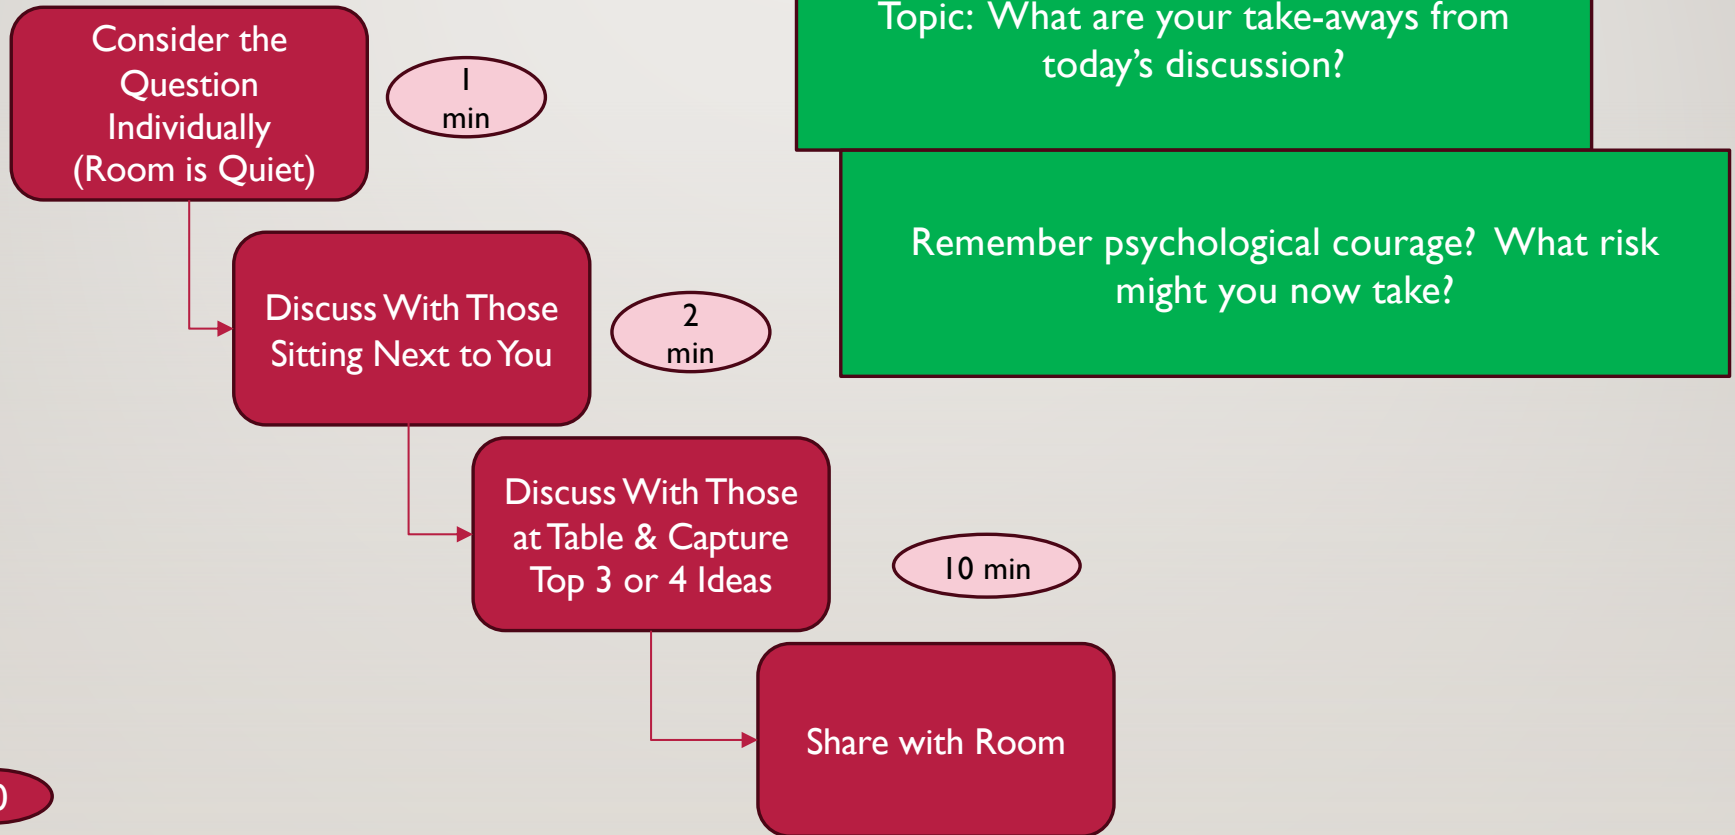 Consider the
Question
Individually
(Room is Quiet)
1
min
Topic: What are your take-aways from
today's discussion?
Remember psychological courage? What risk
might you now take?
Discuss With Those
Sitting Next to You
2
min
Discuss With Those
at Table & Capture
Top 3 or 4 Ideas
10 min
Share with Room